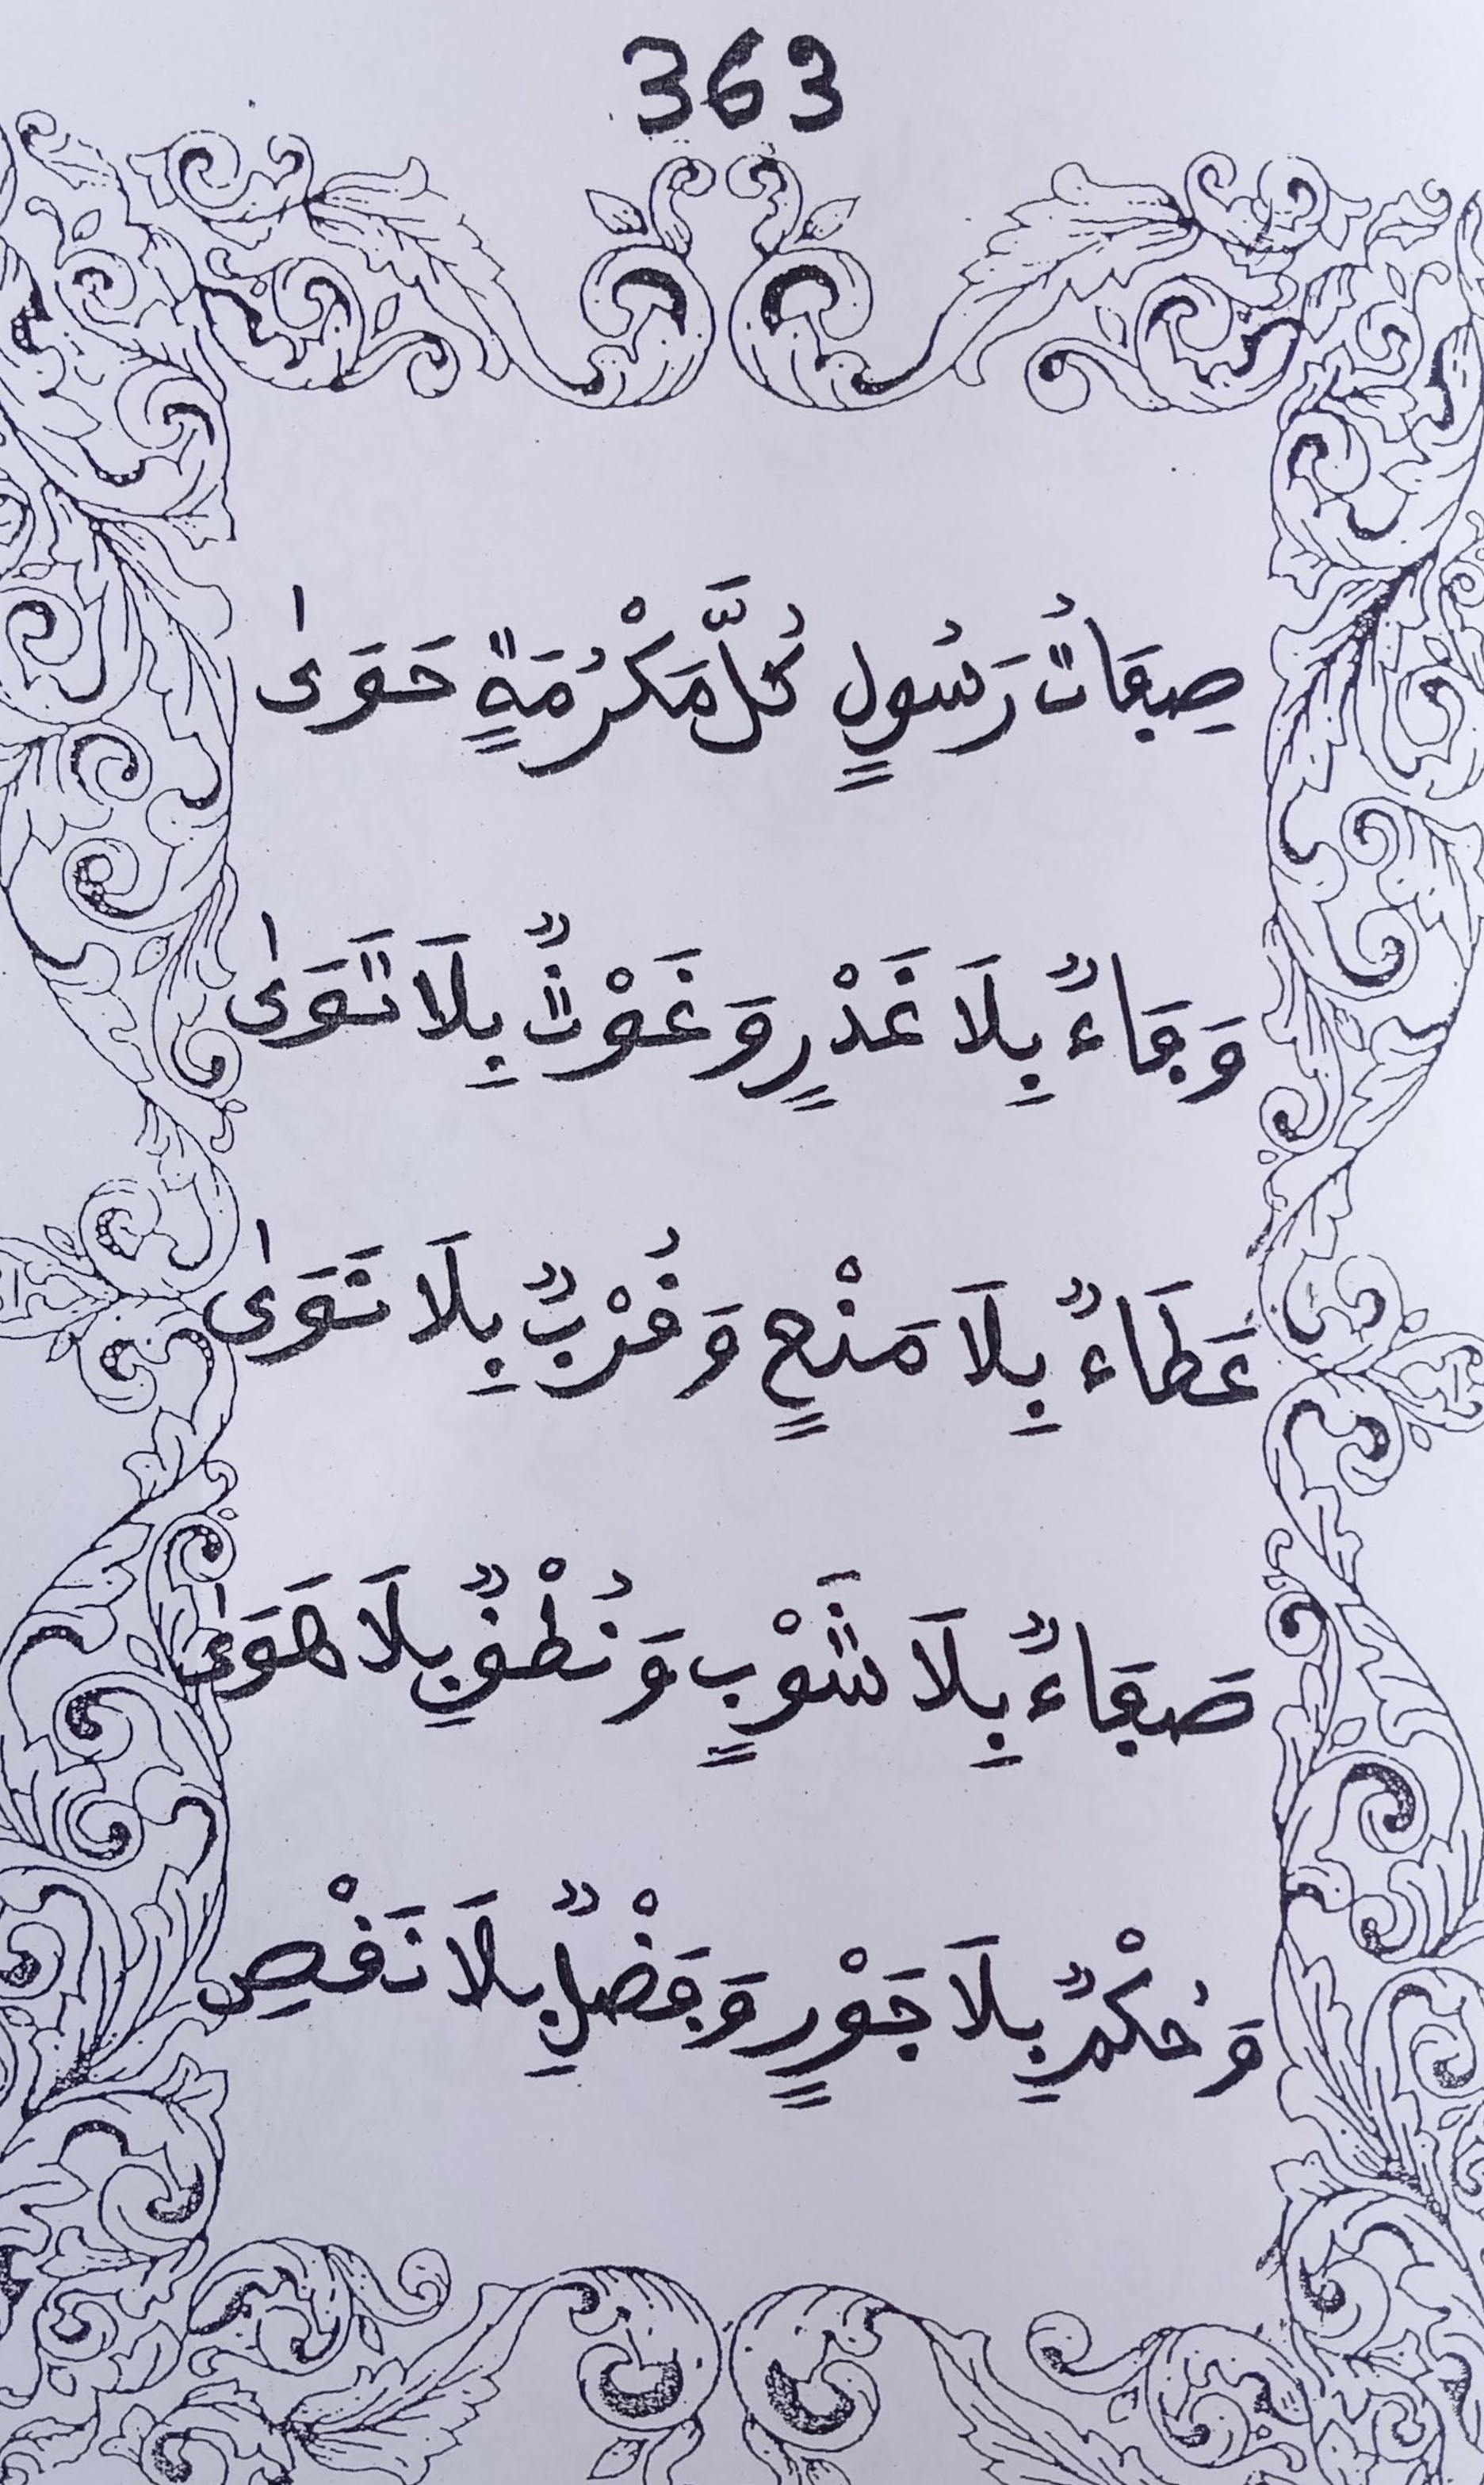 363
صِفَاتُ رَسُولٍ كُلَّ مَكْرُمَةٍ حَوَىٰ
وَفَاءٌ بِلَا غَدْرٍ وَغَوْثٌ بِلَا تَوَىٰ
عَطَاءٌ بِلَا مَنْعٍ وَقُرْبٌ بِلَا نَوَىٰ
صَفَاءٌ بِلَا شَوْبٍ وَنُطْقٌ بِلَا هَوَىٰ
وَحُكْمٌ بِلَا جَوْرٍ وَفَضْلٌ بِلَا نَقْصِ